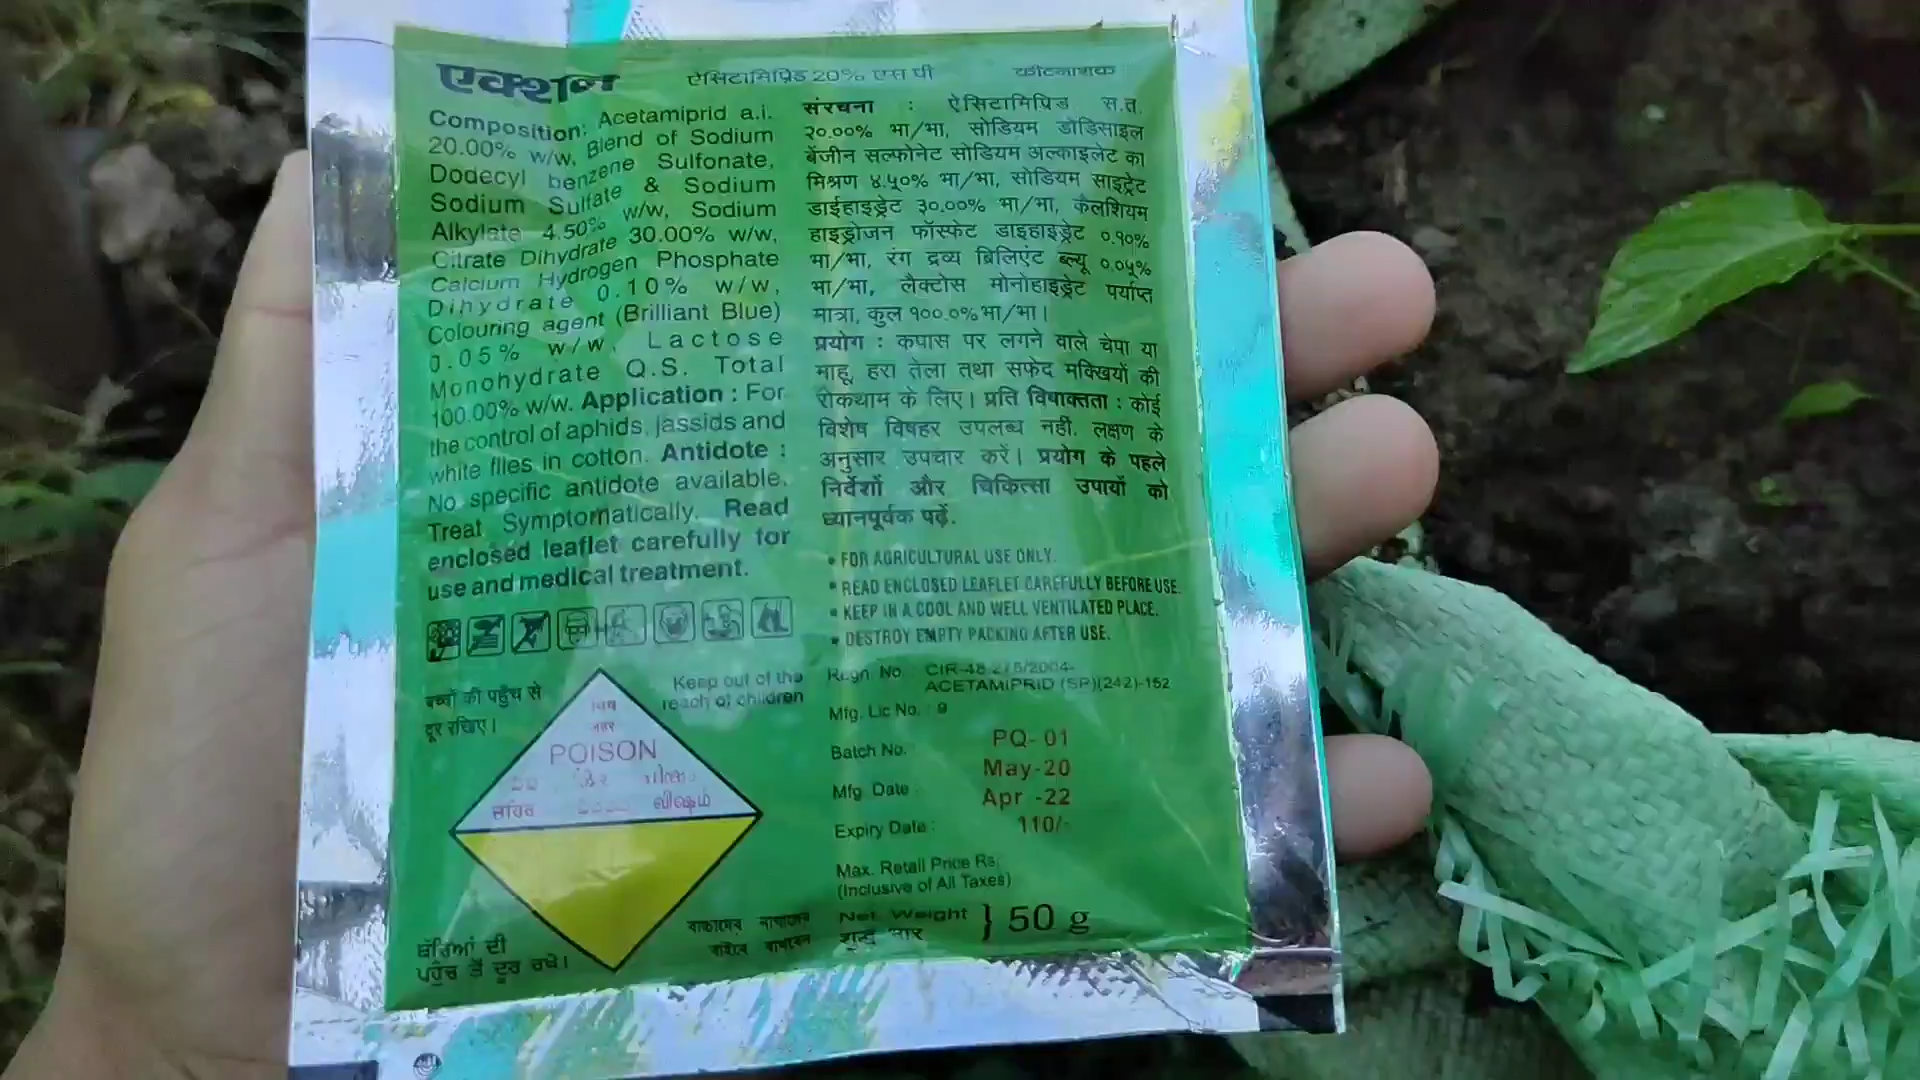 एक्शन ऐसिटामिप्रिड 20% एस पी कीटनाशक
Composition: Acetamiprid a.i.
20.00% w/w, Blend of Sodium
Dodecyl benzene Sulfonate,
Sodium Sulfate & Sodium
Alkylate 4.50% w/w, Sodium
Citrate Dihydrate 30.00% w/w,
Calcium Hydrogen Phosphate
Dihydrate 0.10% w/w,
Colouring agent (Brilliant Blue)
0.05% w/w, Lactose
Monohydrate Q.S. Total
100.00% w/w. Application : For
the control of aphids, jassids and
white flies in cotton. Antidote :
No specific antidote available.
Treat Symptomatically. Read
enclosed leaflet carefully for
use and medical treatment.
संरचना : ऐसिटामिप्रिड स.त.
२०.००% भा/भा, सोडियम डोडिसाइल
बेंजीन सल्फोनेट सोडियम अल्काइलेट का
मिश्रण ४.५०% भा/भा, सोडियम साइट्रेट
डाईहाइड्रेट ३०.००% भा/भा, कैलशियम
हाइड्रोजन फॉस्फेट डाइहाइड्रेट ०.१०%
भा/भा, रंग द्रव्य ब्रिलिएंट ब्ल्यू ०.०५%
भा/भा, लैक्टोस मोनोहाइड्रेट पर्याप्त
मात्रा, कुल १००.०% भा/भा।
प्रयोग : कपास पर लगने वाले चेपा या
माहू, हरा तेला तथा सफेद मक्खियों की
रोकथाम के लिए। प्रति विषाक्तता : कोई
विशेष विषहर उपलब्ध नहीं. लक्षण के
अनुसार उपचार करें। प्रयोग के पहले
निर्देशों और चिकित्सा उपायों को
ध्यानपूर्वक पढ़ें.
• FOR AGRICULTURAL USE ONLY.
• READ ENCLOSED LEAFLET CAREFULLY BEFORE USE.
• KEEP IN A COOL AND WELL VENTILATED PLACE.
• DESTROY EMPTY PACKING AFTER USE.
बच्चों की पहुँच से
दूर रखिए।
Keep out of the
reach of children
विष
जहर
POISON
விஷம்
ਬੱਚਿਆਂ ਦੀ
ਪਹੁੰਚ ਤੋਂ ਦੂਰ ਰਖੋ।
বাচ্চাদের নাগালের
বাইরে রাখবেন
Regn. No. : CIR-48,275/2004-
ACETAMIPRID (SP)(242)-152
Mfg. Lic No. : 9
Batch No. : PQ- 01
Mfg. Date : May-20
Expiry Date : Apr -22
Max. Retail Price Rs. 110/-
(Inclusive of All Taxes)
Net. Weight } 50 g
शुद्ध भार